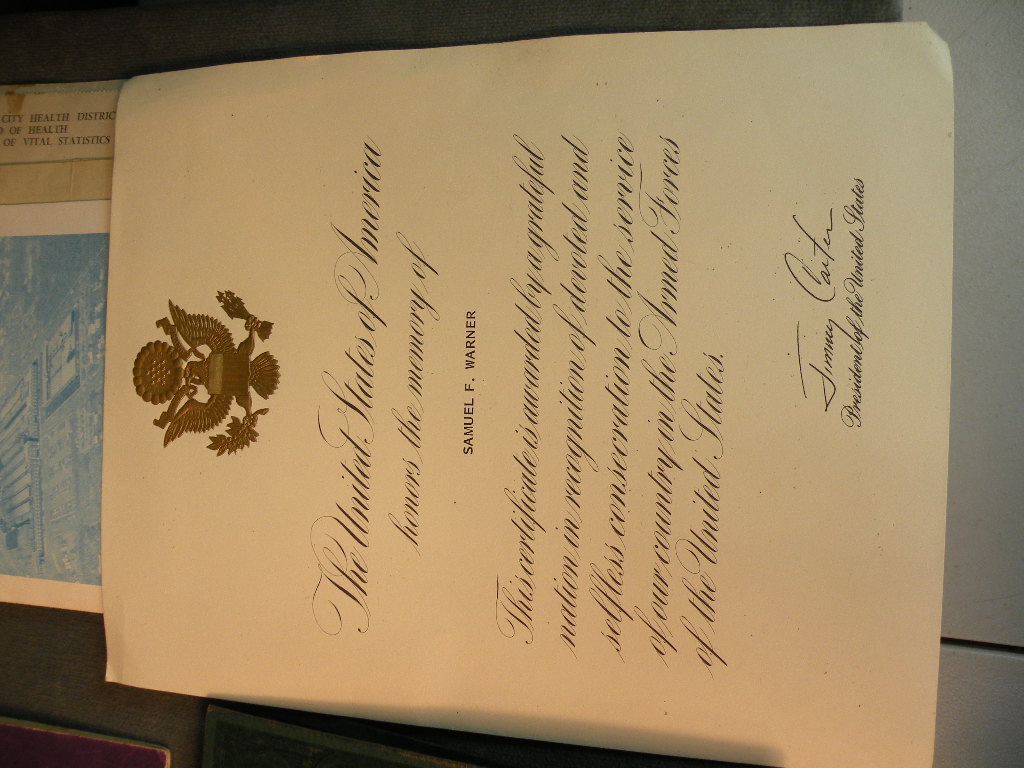 CITY HEALTH DISTRIC
OF HEALTH
OF VITAL STATISTICS
The United States of America
honors the memory of
SAMUEL F. WARNER
This certificate is awarded by a grateful
nation in recognition of devoted and
selfless consecration to the service
of our country in the Armed Forces
of the United States.
Jimmy Carter
President of the United States